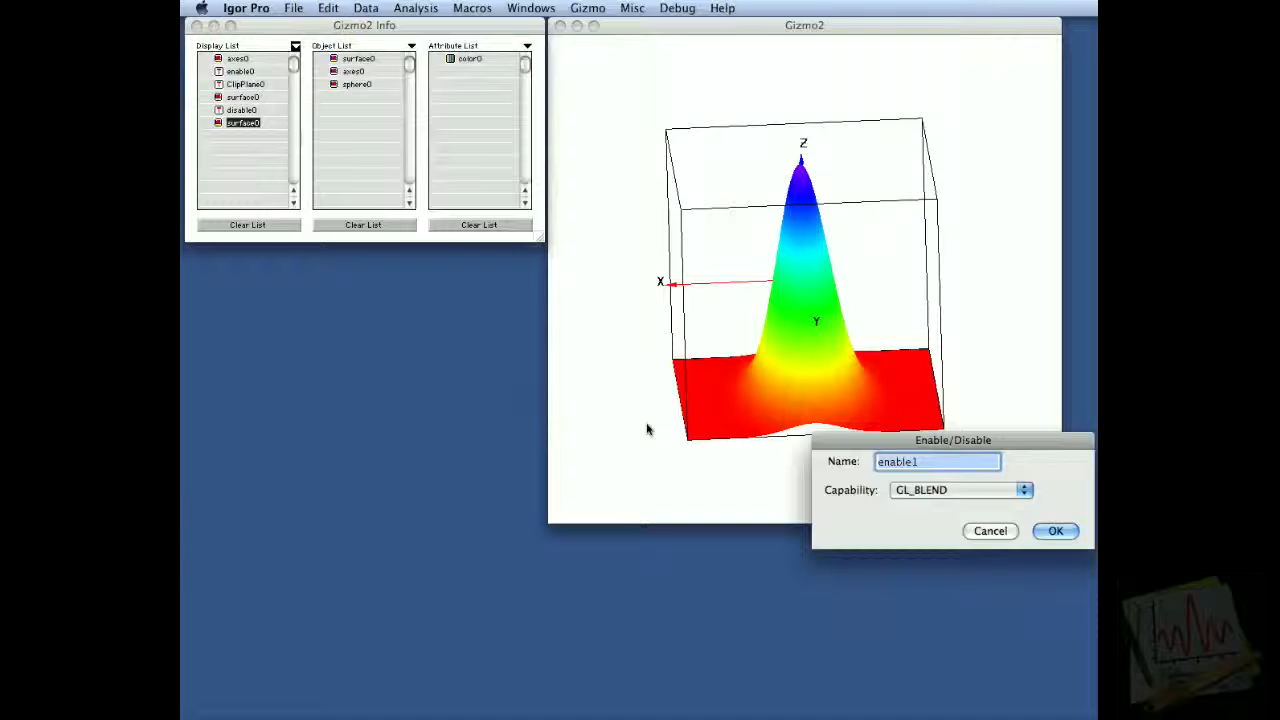 Igor Pro File Edit Data Analysis Macros Windows Gizmo Misc Debug Help
Gizmo2 Info
Display List Object List Attribute List
axes0
enable0
ClipPlane0
surface0
disable0
surface0
surface0
axes0
sphere0
color0
Clear List Clear List Clear List
Gizmo2
Z
X
Y
Enable/Disable
Name: enable1
Capability: GL_BLEND
Cancel OK